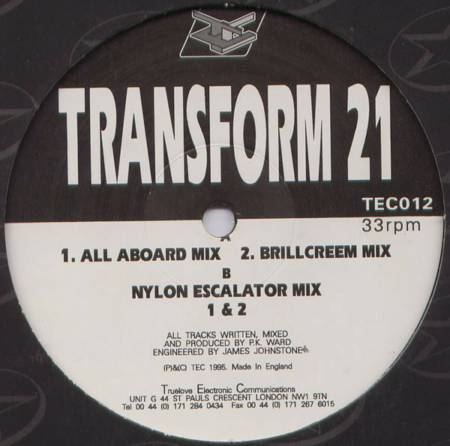 TRANSFORM 21
TEC012
33rpm
A
1. ALL ABOARD MIX 2. BRILLCREEM MIX
B
NYLON ESCALATOR MIX
1 & 2
ALL TRACKS WRITTEN, MIXED
AND PRODUCED BY P.K. WARD
ENGINEERED BY JAMES JOHNSTONE
(P)&(C) TEC 1995. Made In England
Truelove Electronic Communications
UNIT G 44 ST PAULS CRESCENT LONDON NW1 9TN
Tel 00 44 (0) 171 284 0434 Fax 00 44 (0) 171 267 6015